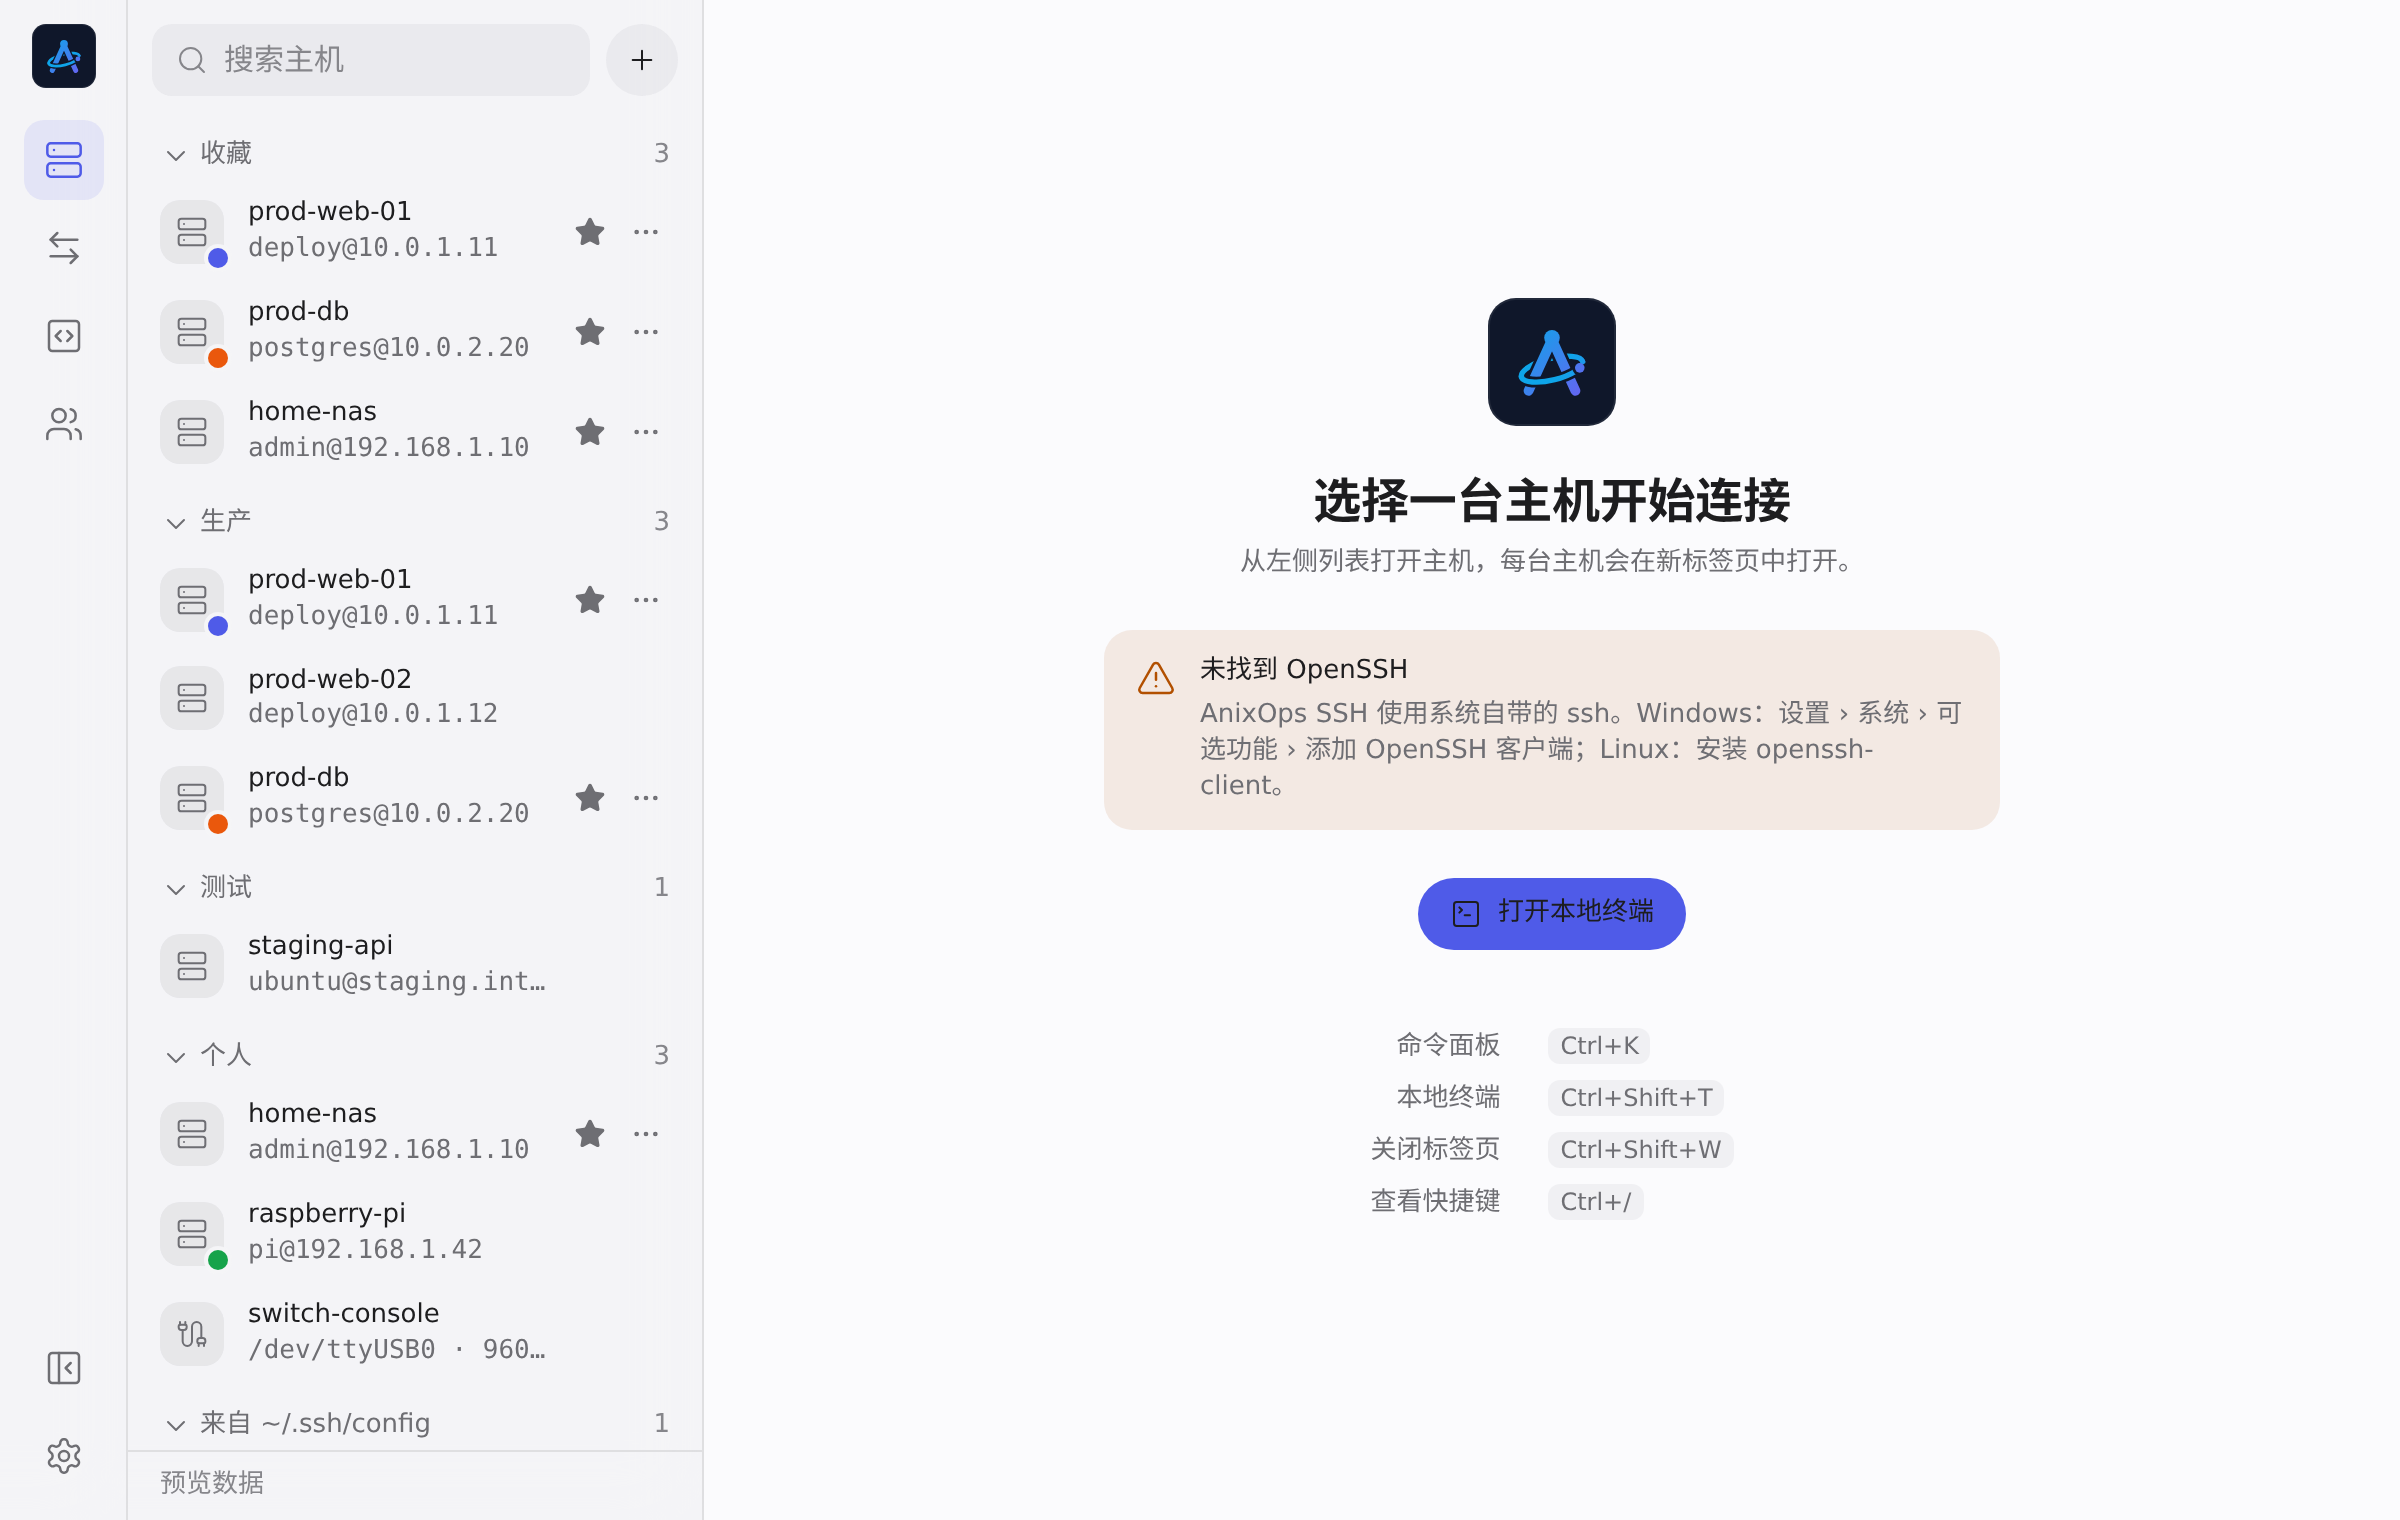 搜索主机
收藏 3
prod-web-01
deploy@10.0.1.11
prod-db
postgres@10.0.2.20
home-nas
admin@192.168.1.10
生产 3
prod-web-01
deploy@10.0.1.11
prod-web-02
deploy@10.0.1.12
prod-db
postgres@10.0.2.20
测试 1
staging-api
ubuntu@staging.int…
个人 3
home-nas
admin@192.168.1.10
raspberry-pi
pi@192.168.1.42
switch-console
/dev/ttyUSB0 · 960…
来自 ~/.ssh/config 1
预览数据
选择一台主机开始连接
从左侧列表打开主机，每台主机会在新标签页中打开。
未找到 OpenSSH
AnixOps SSH 使用系统自带的 ssh。Windows：设置 › 系统 › 可
选功能 › 添加 OpenSSH 客户端；Linux：安装 openssh-
client。
打开本地终端
命令面板 Ctrl+K
本地终端 Ctrl+Shift+T
关闭标签页 Ctrl+Shift+W
查看快捷键 Ctrl+/